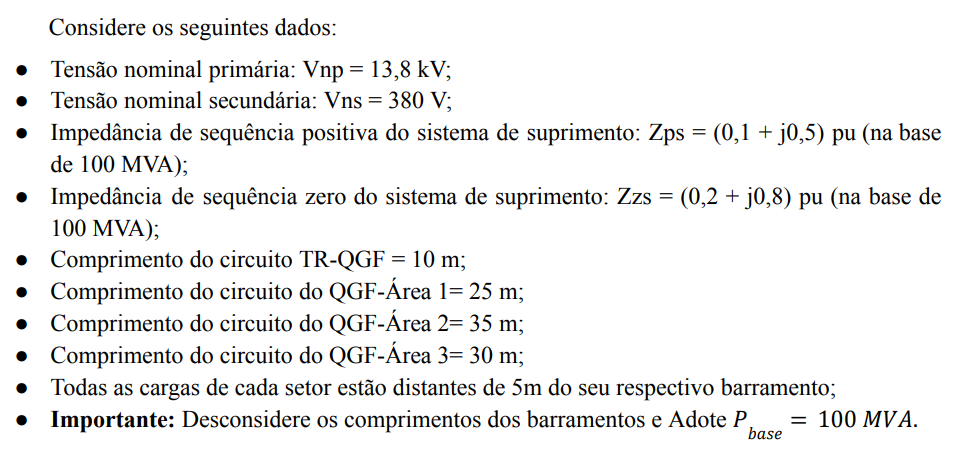 Considere os seguintes dados:
● Tensão nominal primária: Vnp = 13,8 kV;
● Tensão nominal secundária: Vns = 380 V;
● Impedância de sequência positiva do sistema de suprimento: Zps = (0,1 + j0,5) pu (na base
de 100 MVA);
● Impedância de sequência zero do sistema de suprimento: Zzs = (0,2 + j0,8) pu (na base de
100 MVA);
● Comprimento do circuito TR-QGF = 10 m;
● Comprimento do circuito do QGF-Área 1= 25 m;
● Comprimento do circuito do QGF-Área 2= 35 m;
● Comprimento do circuito do QGF-Área 3= 30 m;
● Todas as cargas de cada setor estão distantes de 5m do seu respectivo barramento;
● Importante: Desconsidere os comprimentos dos barramentos e Adote P_base = 100 MVA.